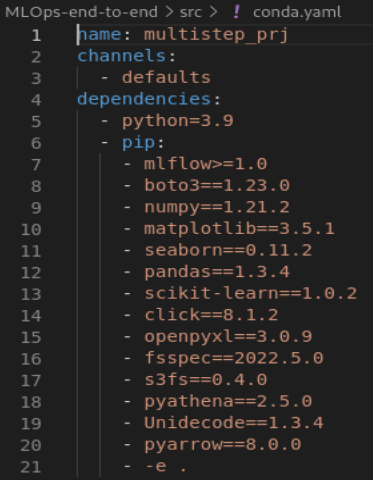 MLOps-end-to-end > src > ! conda.yaml
1 name: multistep_prj
2 channels:
3 - defaults
4 dependencies:
5 - python=3.9
6 - pip:
7 - mlflow>=1.0
8 - boto3==1.23.0
9 - numpy==1.21.2
10 - matplotlib==3.5.1
11 - seaborn==0.11.2
12 - pandas==1.3.4
13 - scikit-learn==1.0.2
14 - click==8.1.2
15 - openpyxl==3.0.9
16 - fsspec==2022.5.0
17 - s3fs==0.4.0
18 - pyathena==2.5.0
19 - Unidecode==1.3.4
20 - pyarrow==8.0.0
21 - -e .